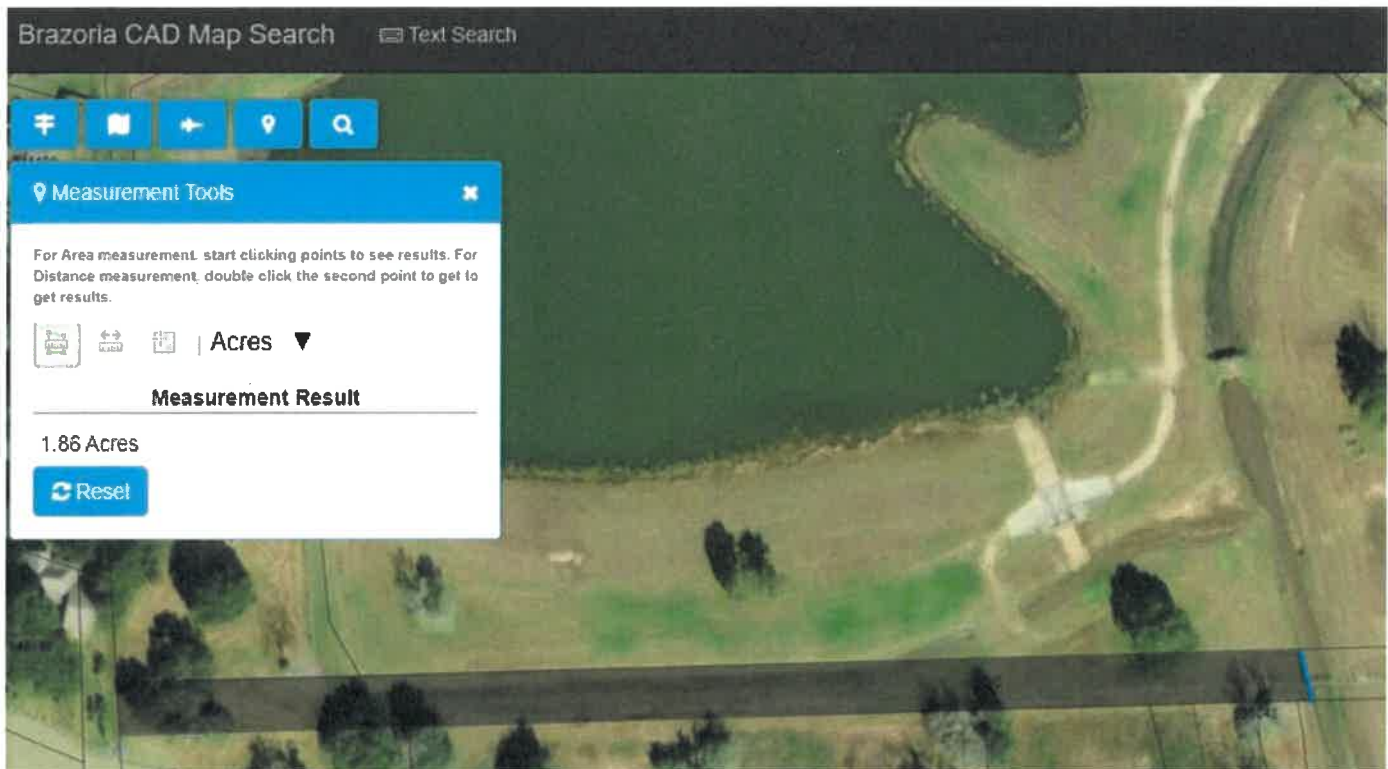 Brazoria CAD Map Search Text Search
Measurement Tools
For Area measurement, start clicking points to see results. For
Distance measurement, double click the second point to get to
get results.
Acres
Measurement Result
1.86 Acres
Reset